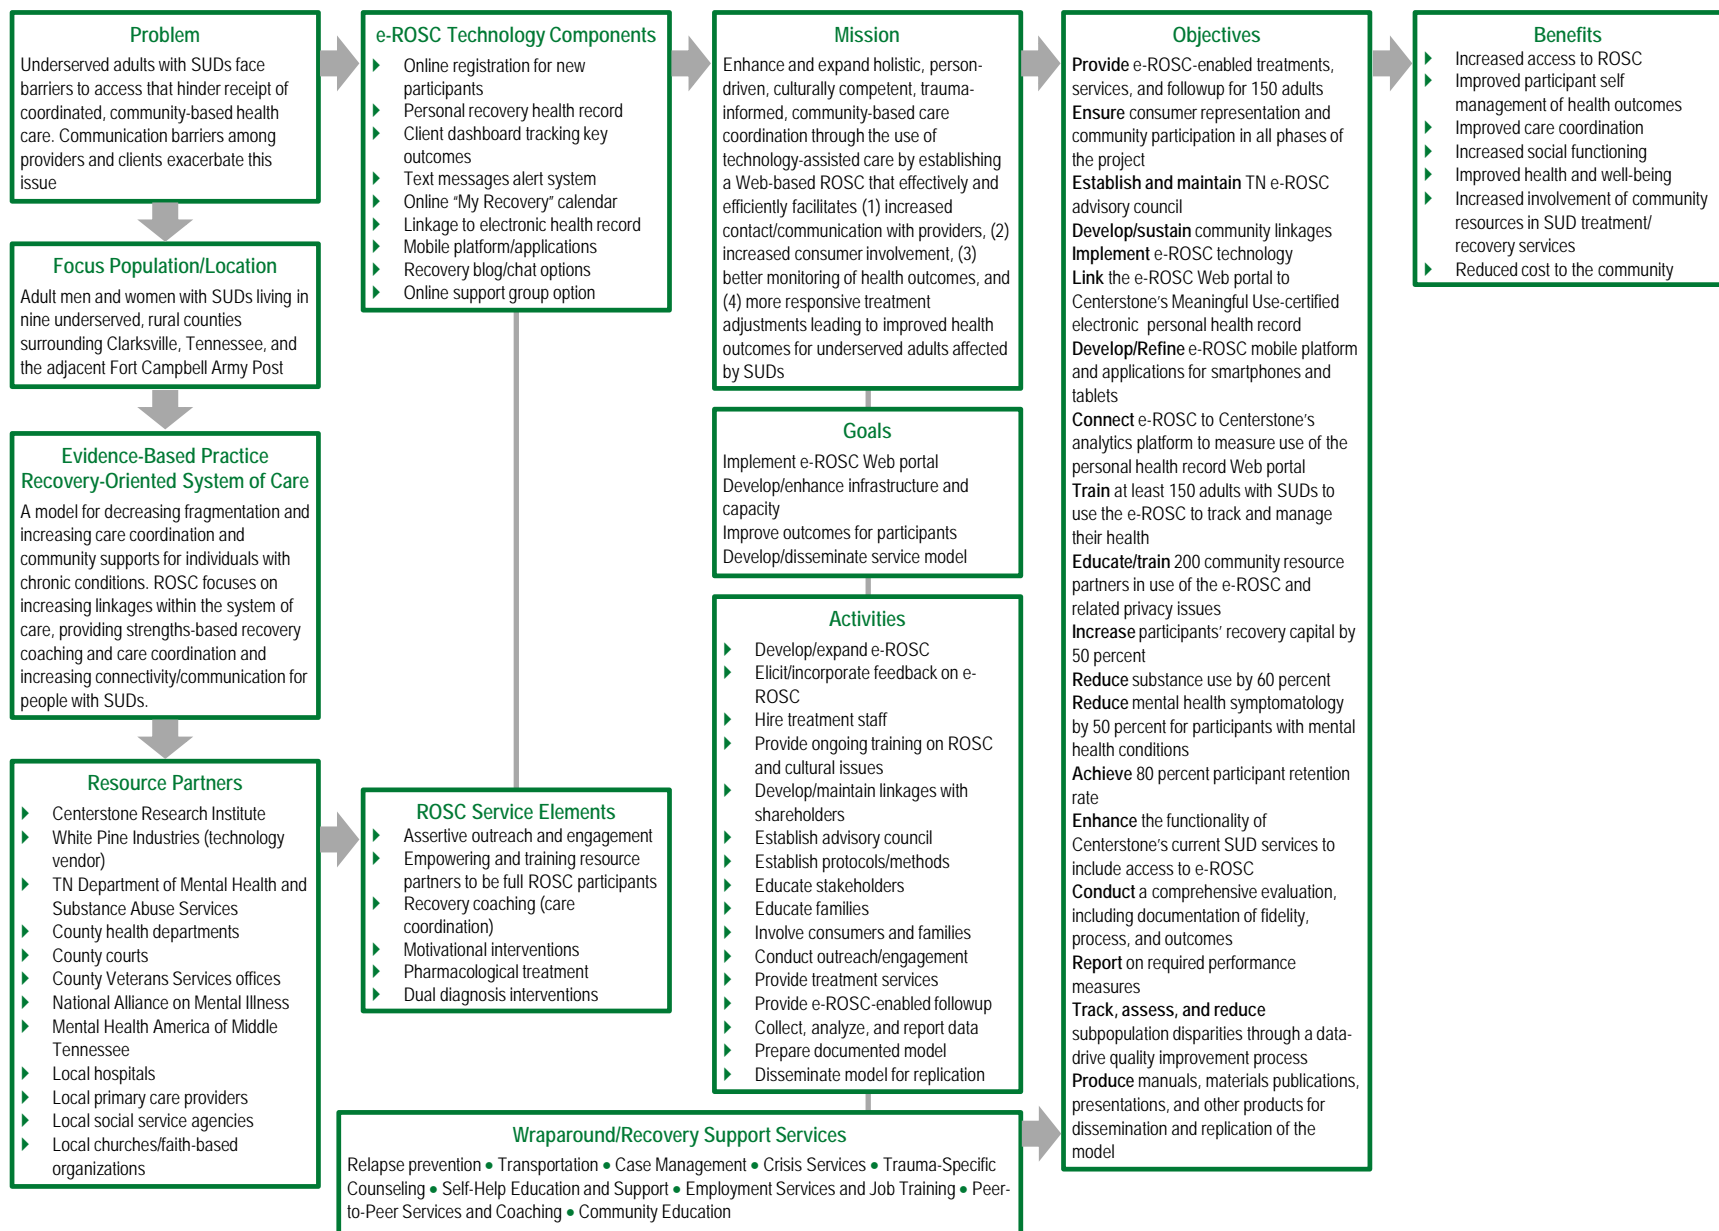 Problem
Underserved adults with SUDs face
barriers to access that hinder receipt of
coordinated, community-based health
care. Communication barriers among
providers and clients exacerbate this
issue
Focus Population/Location
Adult men and women with SUDs living in
nine underserved, rural counties
surrounding Clarksville, Tennessee, and
the adjacent Fort Campbell Army Post
Evidence-Based Practice
Recovery-Oriented System of Care
A model for decreasing fragmentation and
increasing care coordination and
community supports for individuals with
chronic conditions. ROSC focuses on
increasing linkages within the system of
care, providing strengths-based recovery
coaching and care coordination and
increasing connectivity/communication for
people with SUDs.
Resource Partners
Centerstone Research Institute
White Pine Industries (technology
vendor)
TN Department of Mental Health and
Substance Abuse Services
County health departments
County courts
County Veterans Services offices
National Alliance on Mental Illness
Mental Health America of Middle
Tennessee
Local hospitals
Local primary care providers
Local social service agencies
Local churches/faith-based
organizations
e-ROSC Technology Components
Online registration for new
participants
Personal recovery health record
Client dashboard tracking key
outcomes
Text messages alert system
Online “My Recovery” calendar
Linkage to electronic health record
Mobile platform/applications
Recovery blog/chat options
Online support group option
ROSC Service Elements
Assertive outreach and engagement
Empowering and training resource
partners to be full ROSC participants
Recovery coaching (care
coordination)
Motivational interventions
Pharmacological treatment
Dual diagnosis interventions
Mission
Enhance and expand holistic, person-
driven, culturally competent, trauma-
informed, community-based care
coordination through the use of
technology-assisted care by establishing
a Web-based ROSC that effectively and
efficiently facilitates (1) increased
contact/communication with providers, (2)
increased consumer involvement, (3)
better monitoring of health outcomes, and
(4) more responsive treatment
adjustments leading to improved health
outcomes for underserved adults affected
by SUDs
Goals
Implement e-ROSC Web portal
Develop/enhance infrastructure and
capacity
Improve outcomes for participants
Develop/disseminate service model
Activities
Develop/expand e-ROSC
Elicit/incorporate feedback on e-
ROSC
Hire treatment staff
Provide ongoing training on ROSC
and cultural issues
Develop/maintain linkages with
shareholders
Establish advisory council
Establish protocols/methods
Educate stakeholders
Educate families
Involve consumers and families
Conduct outreach/engagement
Provide treatment services
Provide e-ROSC-enabled followup
Collect, analyze, and report data
Prepare documented model
Disseminate model for replication
Wraparound/Recovery Support Services
Relapse prevention • Transportation • Case Management • Crisis Services • Trauma-Specific
Counseling • Self-Help Education and Support • Employment Services and Job Training • Peer-
to-Peer Services and Coaching • Community Education
Objectives
Provide e-ROSC-enabled treatments,
services, and followup for 150 adults
Ensure consumer representation and
community participation in all phases of
the project
Establish and maintain TN e-ROSC
advisory council
Develop/sustain community linkages
Implement e-ROSC technology
Link the e-ROSC Web portal to
Centerstone’s Meaningful Use-certified
electronic personal health record
Develop/Refine e-ROSC mobile platform
and applications for smartphones and
tablets
Connect e-ROSC to Centerstone’s
analytics platform to measure use of the
personal health record Web portal
Train at least 150 adults with SUDs to
use the e-ROSC to track and manage
their health
Educate/train 200 community resource
partners in use of the e-ROSC and
related privacy issues
Increase participants’ recovery capital by
50 percent
Reduce substance use by 60 percent
Reduce mental health symptomatology
by 50 percent for participants with mental
health conditions
Achieve 80 percent participant retention
rate
Enhance the functionality of
Centerstone’s current SUD services to
include access to e-ROSC
Conduct a comprehensive evaluation,
including documentation of fidelity,
process, and outcomes
Report on required performance
measures
Track, assess, and reduce
subpopulation disparities through a data-
drive quality improvement process
Produce manuals, materials publications,
presentations, and other products for
dissemination and replication of the
model
Benefits
Increased access to ROSC
Improved participant self
management of health outcomes
Improved care coordination
Increased social functioning
Improved health and well-being
Increased involvement of community
resources in SUD treatment/
recovery services
Reduced cost to the community